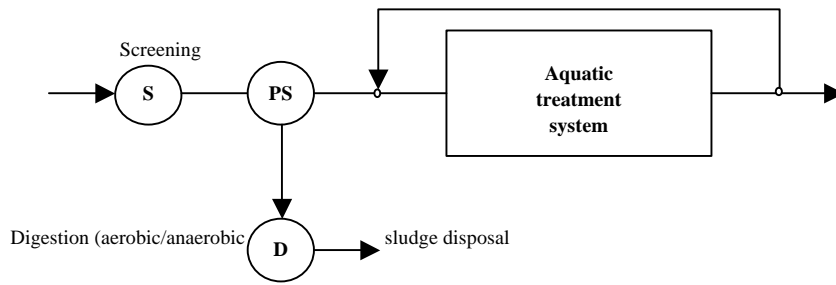 Screening
S
PS
Aquatic
treatment
system
Digestion (aerobic/anaerobic
D
sludge disposal